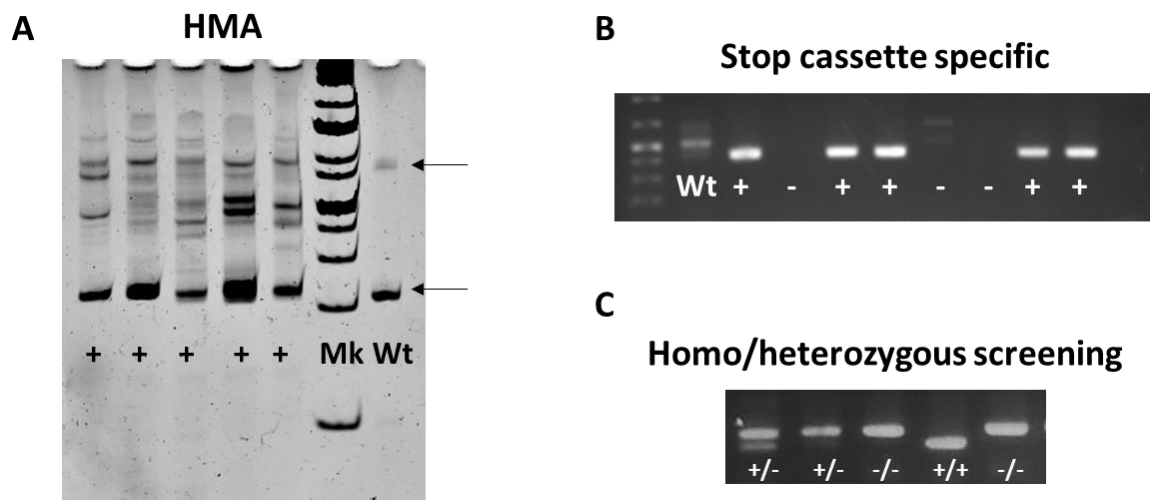 A
HMA
+ + + + + Mk Wt
B
Stop cassette specific
Wt + - + + - - + +
C
Homo/heterozygous screening
+/- +/- -/- +/+ -/-